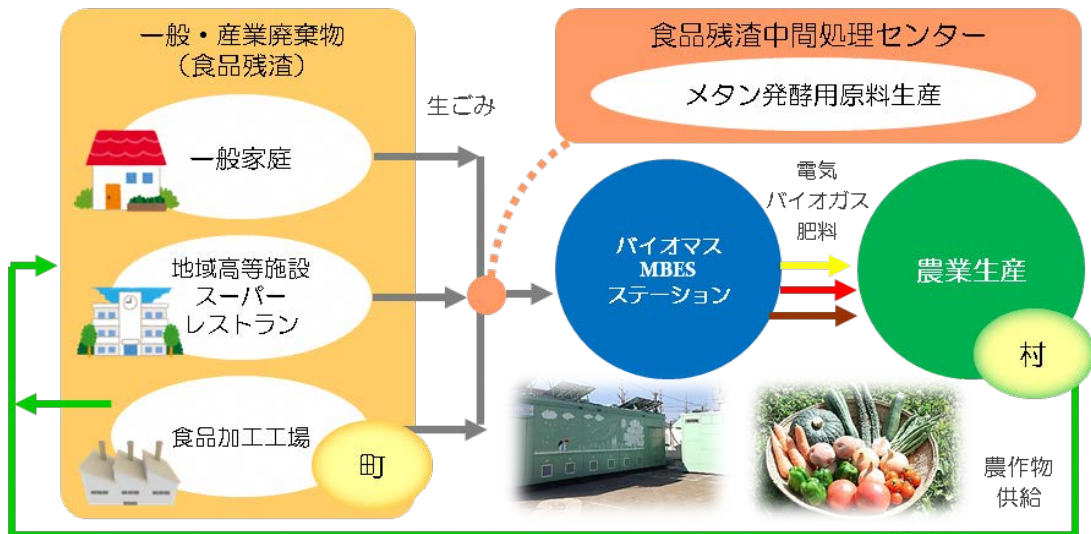 一般・産業廃棄物
(食品残渣)
一般家庭
地域高等施設
スーパー
レストラン
食品加工工場
町
生ごみ
食品残渣中間処理センター
メタン発酵用原料生産
バイオマス
MBES
ステーション
電気
バイオガス
肥料
農業生産
村
農作物
供給